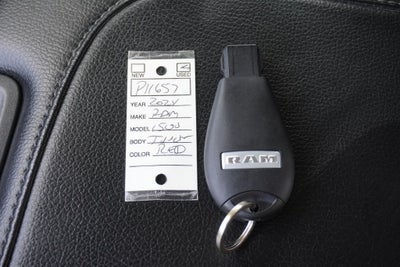 NEW USED
P11657
YEAR 2024
MAKE RAM
MODEL 1500
BODY
COLOR RED
RAM